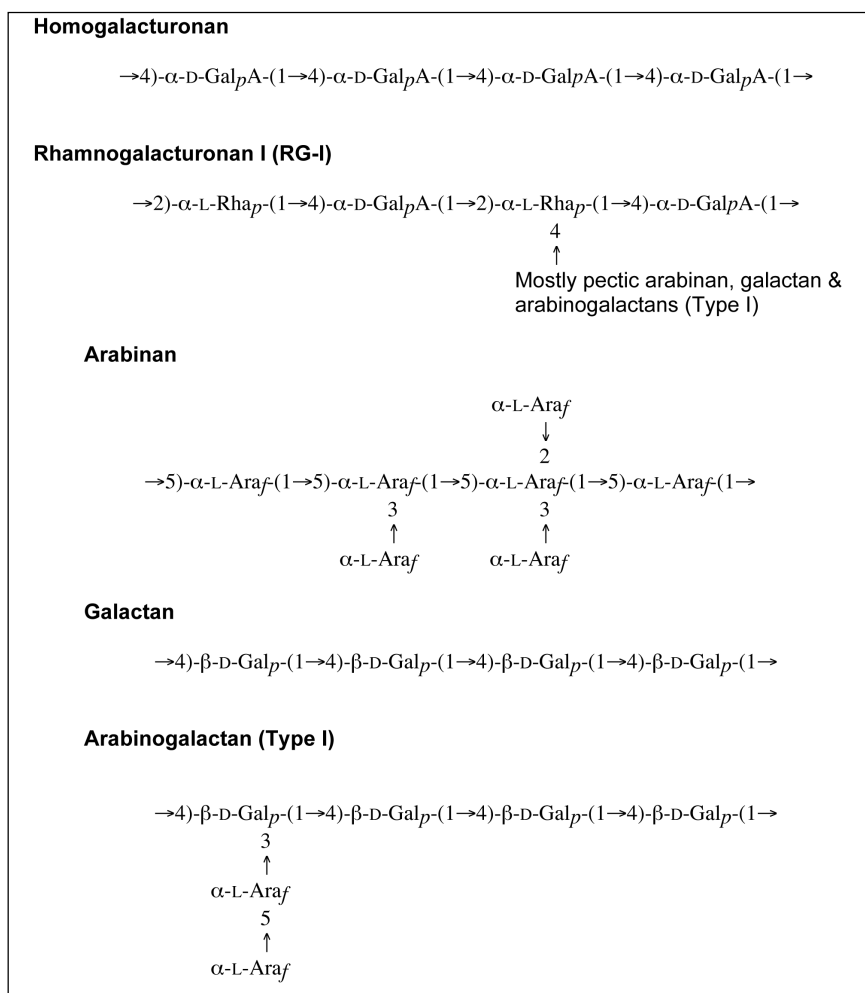 Homogalacturonan
→4)-α-D-GalpA-(1→4)-α-D-GalpA-(1→4)-α-D-GalpA-(1→4)-α-D-GalpA-(1→
Rhamnogalacturonan I (RG-I)
→2)-α-L-Rhap-(1→4)-α-D-GalpA-(1→2)-α-L-Rhap-(1→4)-α-D-GalpA-(1→
4
↑
Mostly pectic arabinan, galactan &
arabinogalactans (Type I)
Arabinan
α-L-Araf
↓
2
→5)-α-L-Araf-(1→5)-α-L-Araf-(1→5)-α-L-Araf-(1→5)-α-L-Araf-(1→
3 3
↑ ↑
α-L-Araf α-L-Araf
Galactan
→4)-β-D-Galp-(1→4)-β-D-Galp-(1→4)-β-D-Galp-(1→4)-β-D-Galp-(1→
Arabinogalactan (Type I)
→4)-β-D-Galp-(1→4)-β-D-Galp-(1→4)-β-D-Galp-(1→4)-β-D-Galp-(1→
3
↑
α-L-Araf
5
↑
α-L-Araf